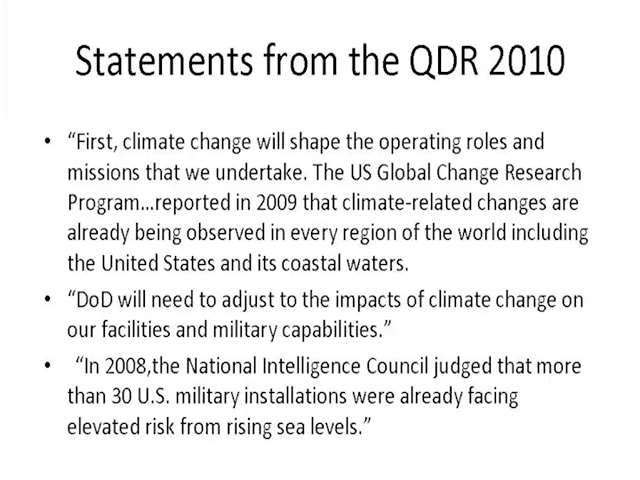 Statements from the QDR 2010
• “First, climate change will shape the operating roles and
missions that we undertake. The US Global Change Research
Program...reported in 2009 that climate-related changes are
already being observed in every region of the world including
the United States and its coastal waters.
• “DoD will need to adjust to the impacts of climate change on
our facilities and military capabilities.”
• “In 2008,the National Intelligence Council judged that more
than 30 U.S. military installations were already facing
elevated risk from rising sea levels.”